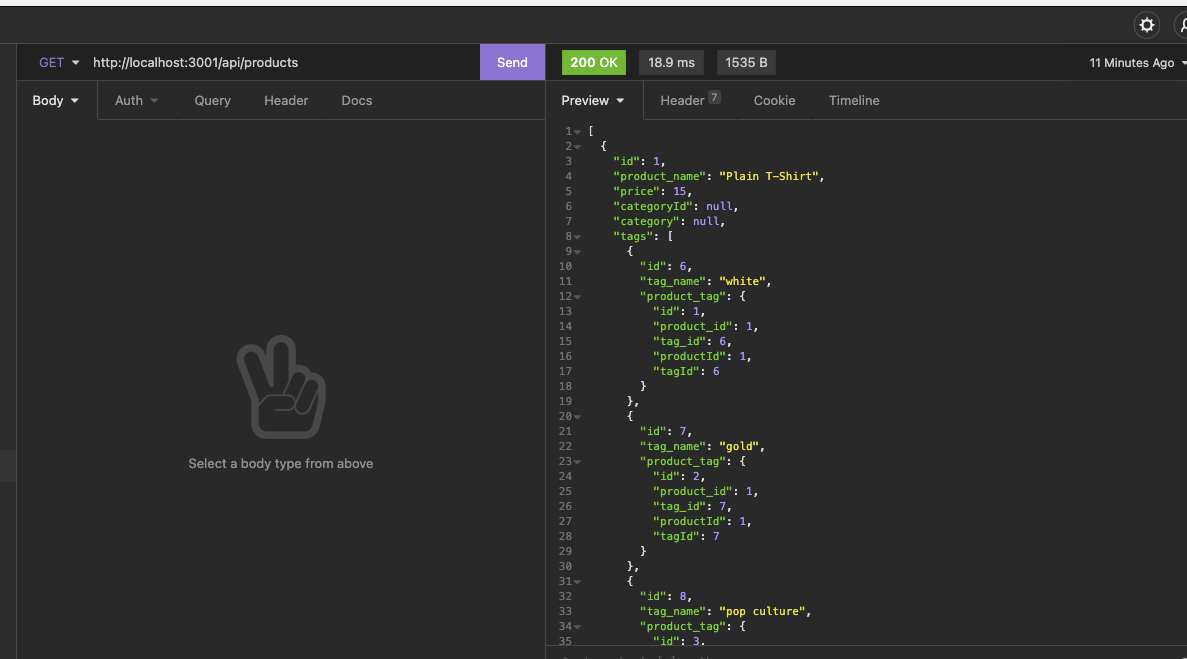 GET http://localhost:3001/api/products Send 200 OK 18.9 ms 1535 B 11 Minutes Ago
Body Auth Query Header Docs Preview Header 7 Cookie Timeline
Select a body type from above
1 [
2 {
3 "id": 1,
4 "product_name": "Plain T-Shirt",
5 "price": 15,
6 "categoryId": null,
7 "category": null,
8 "tags": [
9 {
10 "id": 6,
11 "tag_name": "white",
12 "product_tag": {
13 "id": 1,
14 "product_id": 1,
15 "tag_id": 6,
16 "productId": 1,
17 "tagId": 6
18 }
19 },
20 {
21 "id": 7,
22 "tag_name": "gold",
23 "product_tag": {
24 "id": 2,
25 "product_id": 1,
26 "tag_id": 7,
27 "productId": 1,
28 "tagId": 7
29 }
30 },
31 {
32 "id": 8,
33 "tag_name": "pop culture",
34 "product_tag": {
35 "id": 3,